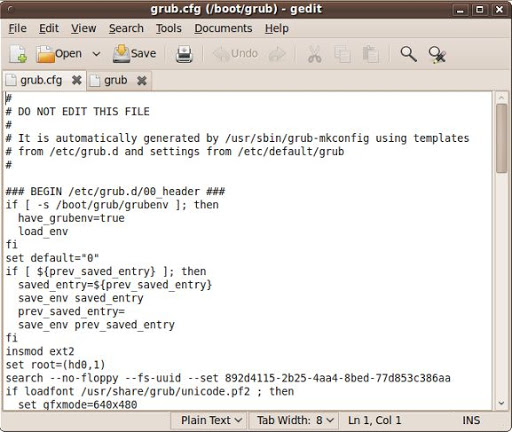 grub.cfg (/boot/grub) - gedit
File Edit View Search Tools Documents Help
Open Save Undo
grub.cfg grub
#
# DO NOT EDIT THIS FILE
#
# It is automatically generated by /usr/sbin/grub-mkconfig using templates
# from /etc/grub.d and settings from /etc/default/grub
#
### BEGIN /etc/grub.d/00_header ###
if [ -s /boot/grub/grubenv ]; then
  have_grubenv=true
  load_env
fi
set default="0"
if [ ${prev_saved_entry} ]; then
  saved_entry=${prev_saved_entry}
  save_env saved_entry
  prev_saved_entry=
  save_env prev_saved_entry
fi
insmod ext2
set root=(hd0,1)
search --no-floppy --fs-uuid --set 892d4115-2b25-4aa4-8bed-77d853c386aa
if loadfont /usr/share/grub/unicode.pf2 ; then
  set gfxmode=640x480
Plain Text Tab Width: 8 Ln 1, Col 1 INS